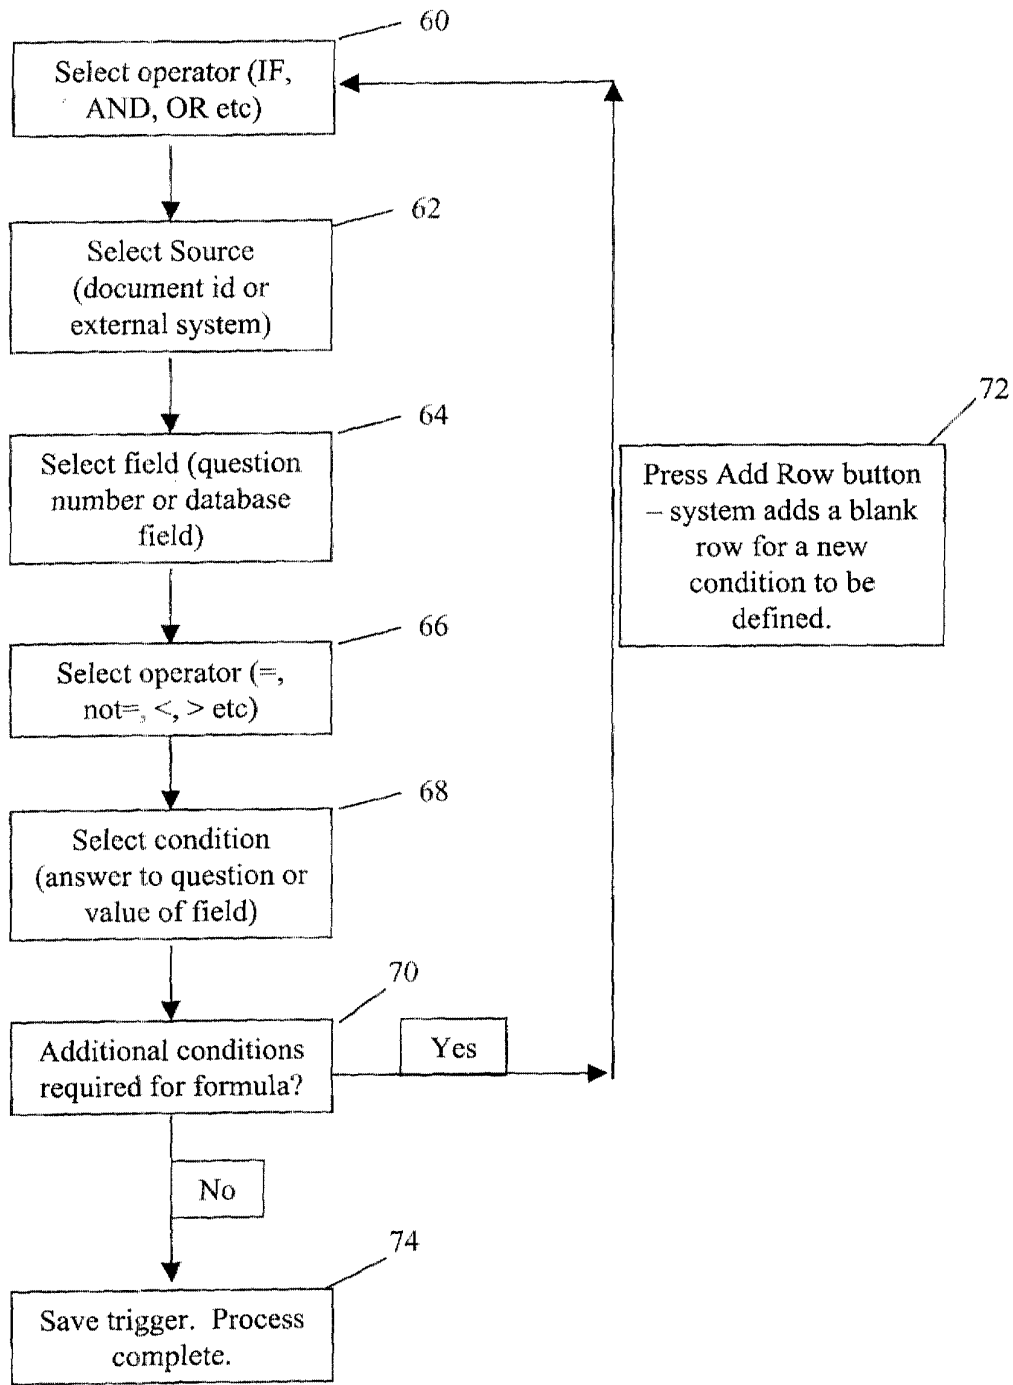 60
Select operator (IF,
AND, OR etc)
62
Select Source
(document id or
external system)
64
Select field (question
number or database
field)
72
Press Add Row button
– system adds a blank
row for a new
condition to be
defined.
66
Select operator (=,
not=, <, > etc)
68
Select condition
(answer to question or
value of field)
70
Additional conditions
required for formula?
Yes
No
74
Save trigger. Process
complete.